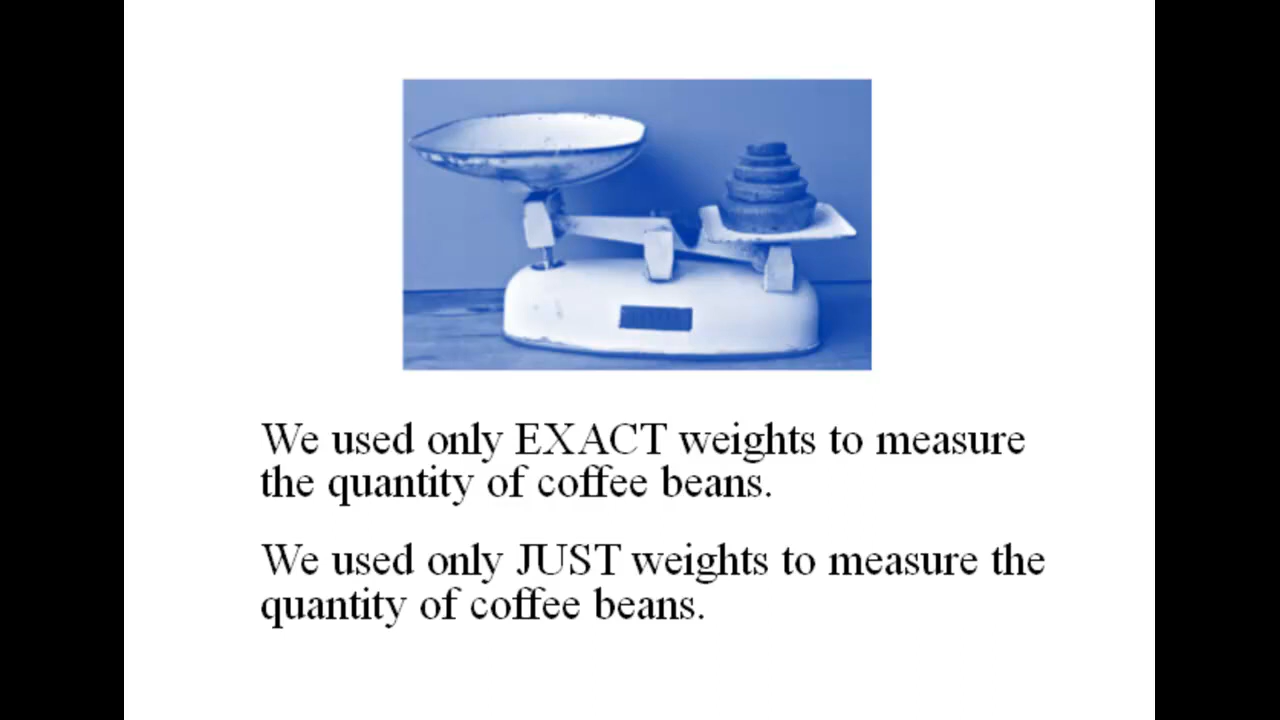 We used only EXACT weights to measure
the quantity of coffee beans.
We used only JUST weights to measure the
quantity of coffee beans.